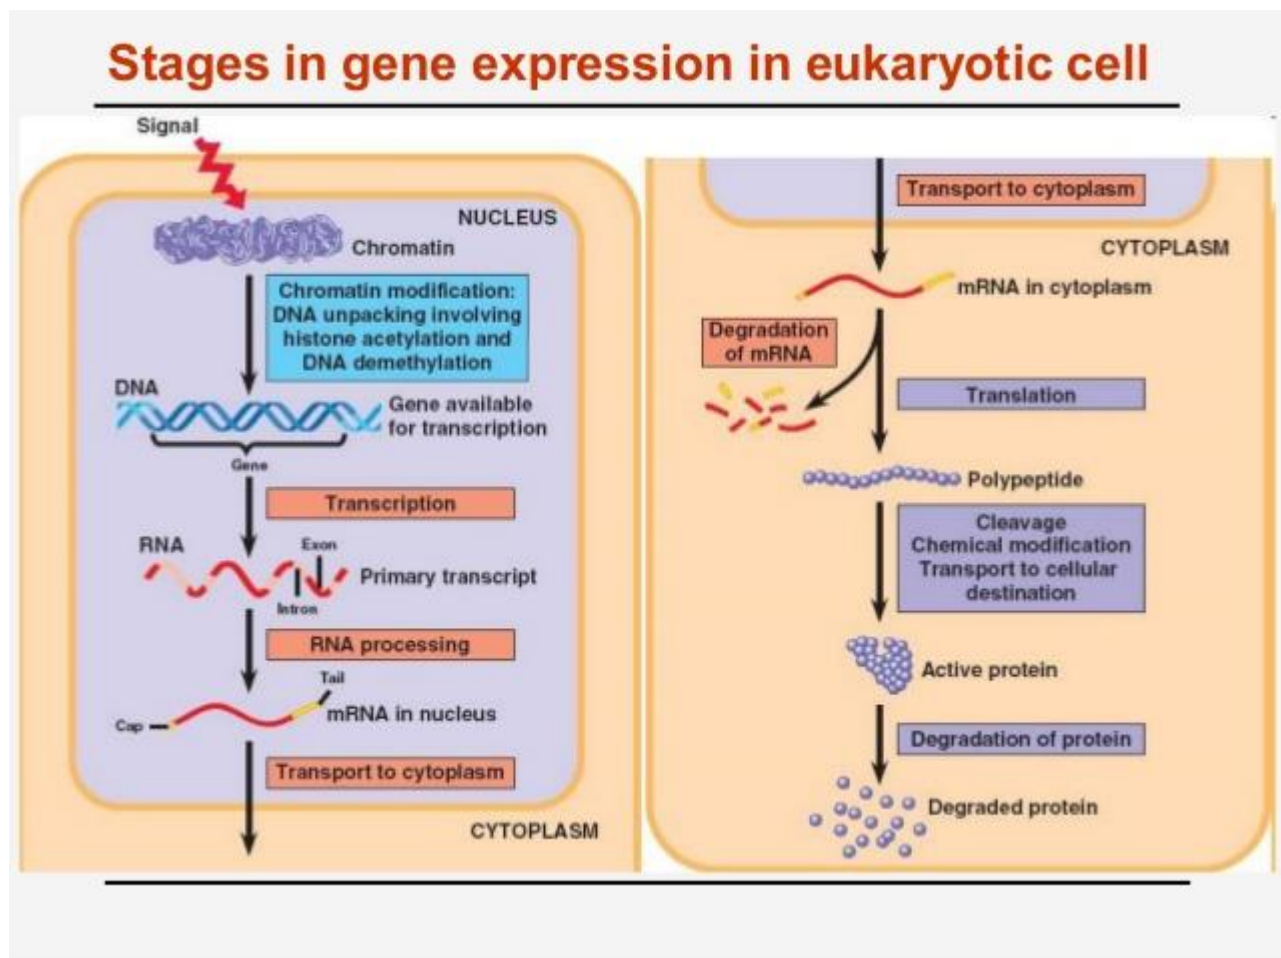 Stages in gene expression in eukaryotic cell
Signal
NUCLEUS
Chromatin
Chromatin modification:
DNA unpacking involving
histone acetylation and
DNA demethylation
DNA
Gene available
for transcription
Gene
Transcription
RNA
Exon
Primary transcript
Intron
RNA processing
Tail
mRNA in nucleus
Cap
Transport to cytoplasm
CYTOPLASM
Transport to cytoplasm
CYTOPLASM
mRNA in cytoplasm
Degradation
of mRNA
Translation
Polypeptide
Cleavage
Chemical modification
Transport to cellular
destination
Active protein
Degradation of protein
Degraded protein